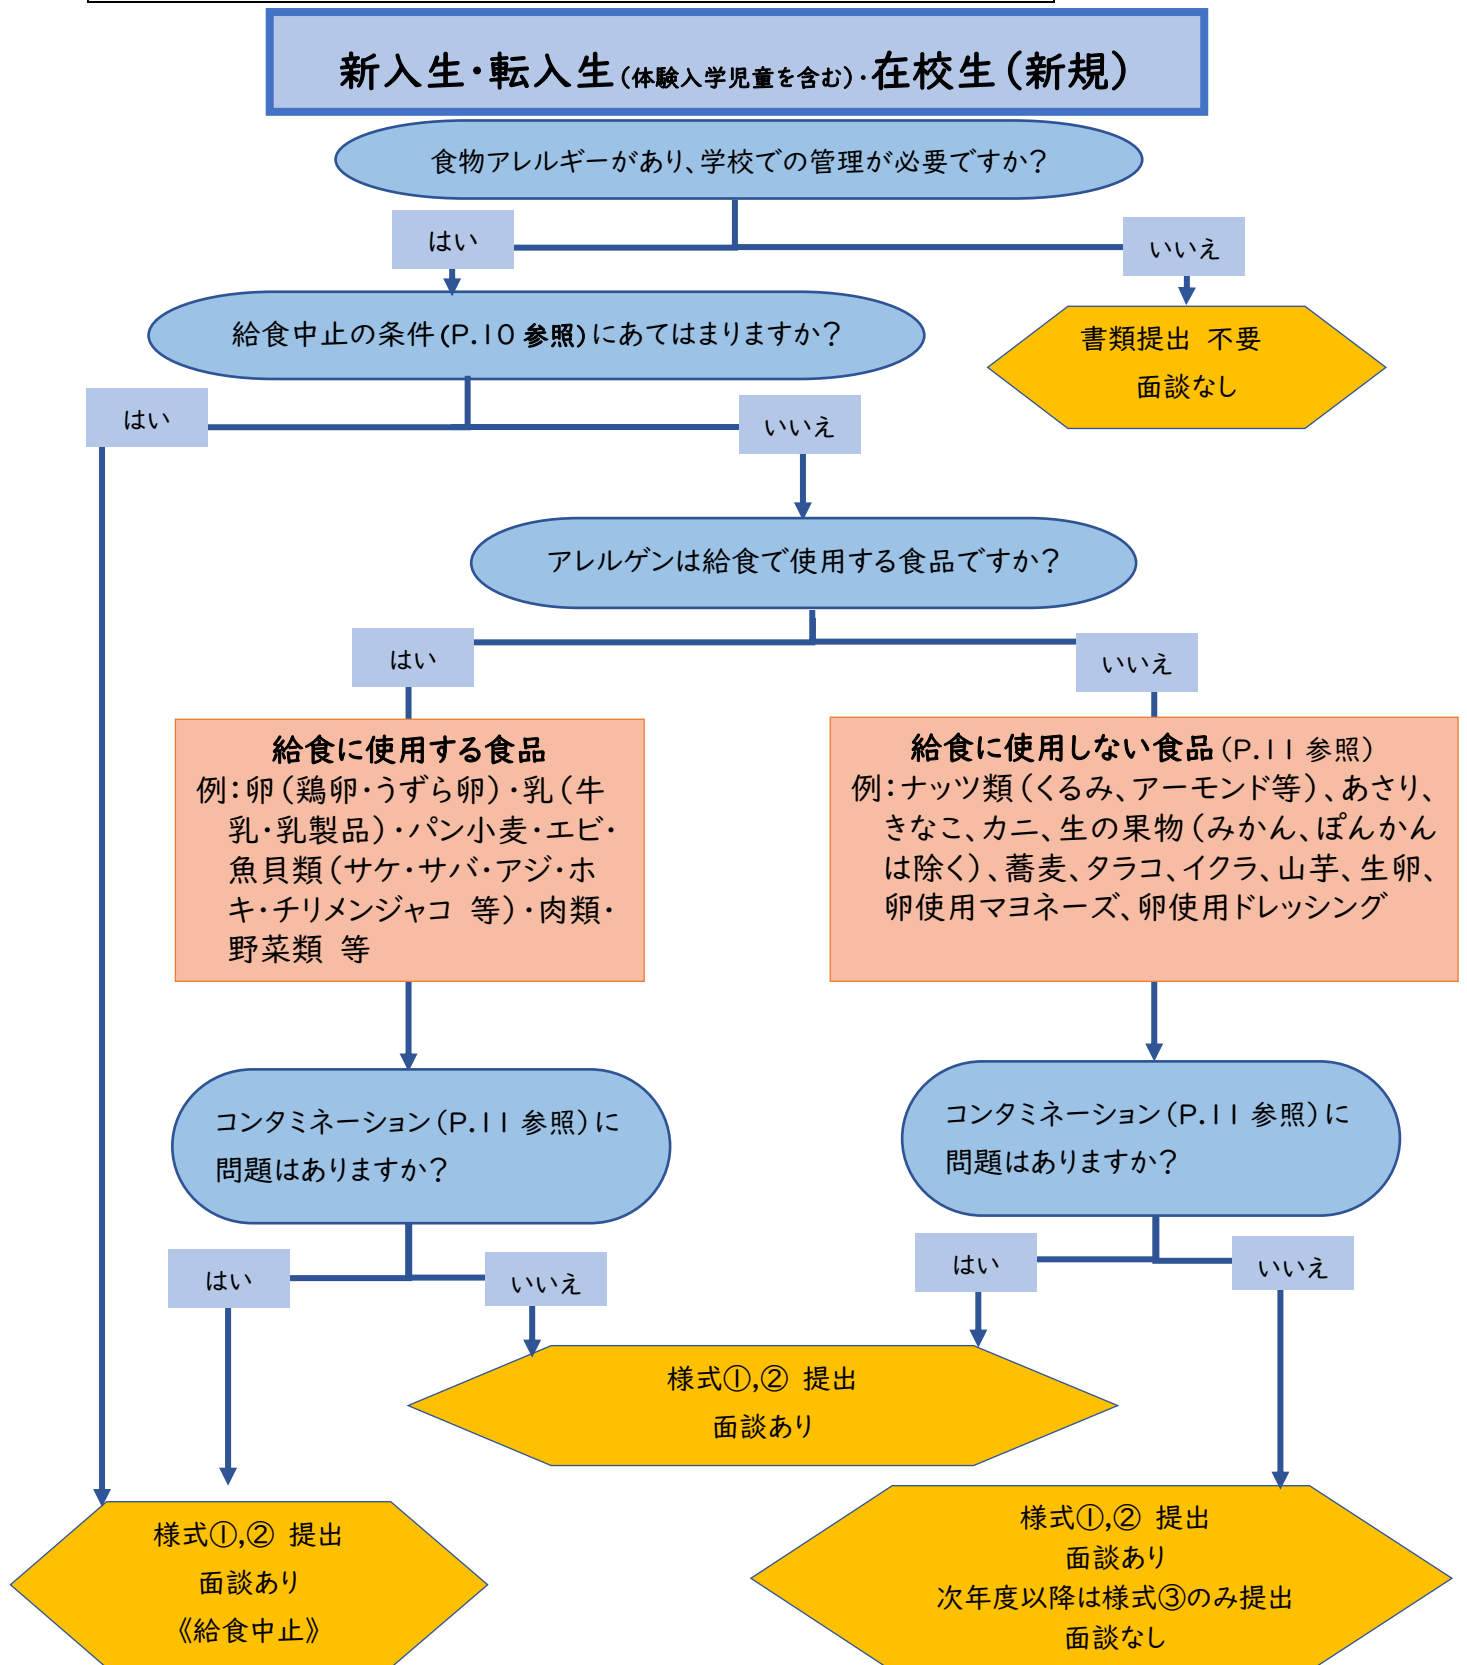 新入生・転入生(体験入学児童を含む)・在校生(新規)
食物アレルギーがあり、学校での管理が必要ですか?
はい
いいえ
給食中止の条件(P.10 参照)にあてはまりますか?
書類提出 不要
面談なし
はい
いいえ
アレルゲンは給食で使用する食品ですか?
はい
いいえ
給食に使用する食品
例:卵(鶏卵・うずら卵)・乳(牛
乳・乳製品)・パン小麦・エビ・
魚貝類(サケ・サバ・アジ・ホ
キ・チリメンジャコ 等)・肉類・
野菜類 等
給食に使用しない食品(P.11 参照)
例:ナッツ類(くるみ、アーモンド等)、あさり、
きなこ、カニ、生の果物(みかん、ぽんかん
は除く)、蕎麦、タラコ、イクラ、山芋、生卵、
卵使用マヨネーズ、卵使用ドレッシング
コンタミネーション(P.11 参照)に
問題はありますか?
コンタミネーション(P.11 参照)に
問題はありますか?
はい
いいえ
はい
いいえ
様式①,② 提出
面談あり
様式①,② 提出
面談あり
《給食中止》
様式①,② 提出
面談あり
次年度以降は様式③のみ提出
面談なし